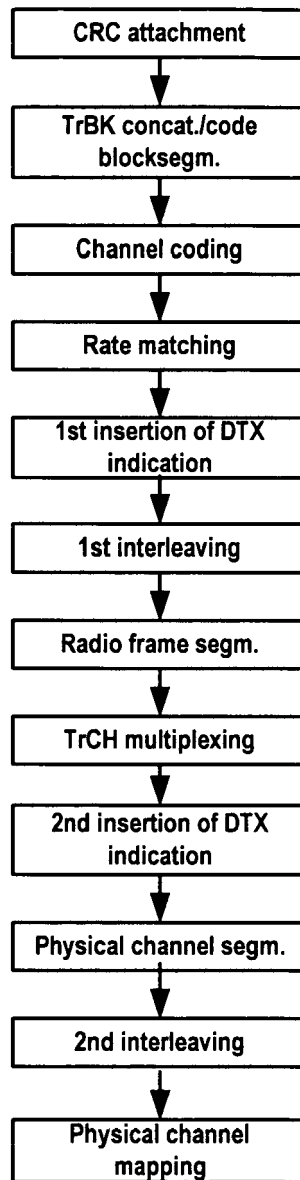 CRC attachment
TrBK concat./code
blocksegm.
Channel coding
Rate matching
1st insertion of DTX
indication
1st interleaving
Radio frame segm.
TrCH multiplexing
2nd insertion of DTX
indication
Physical channel segm.
2nd interleaving
Physical channel
mapping